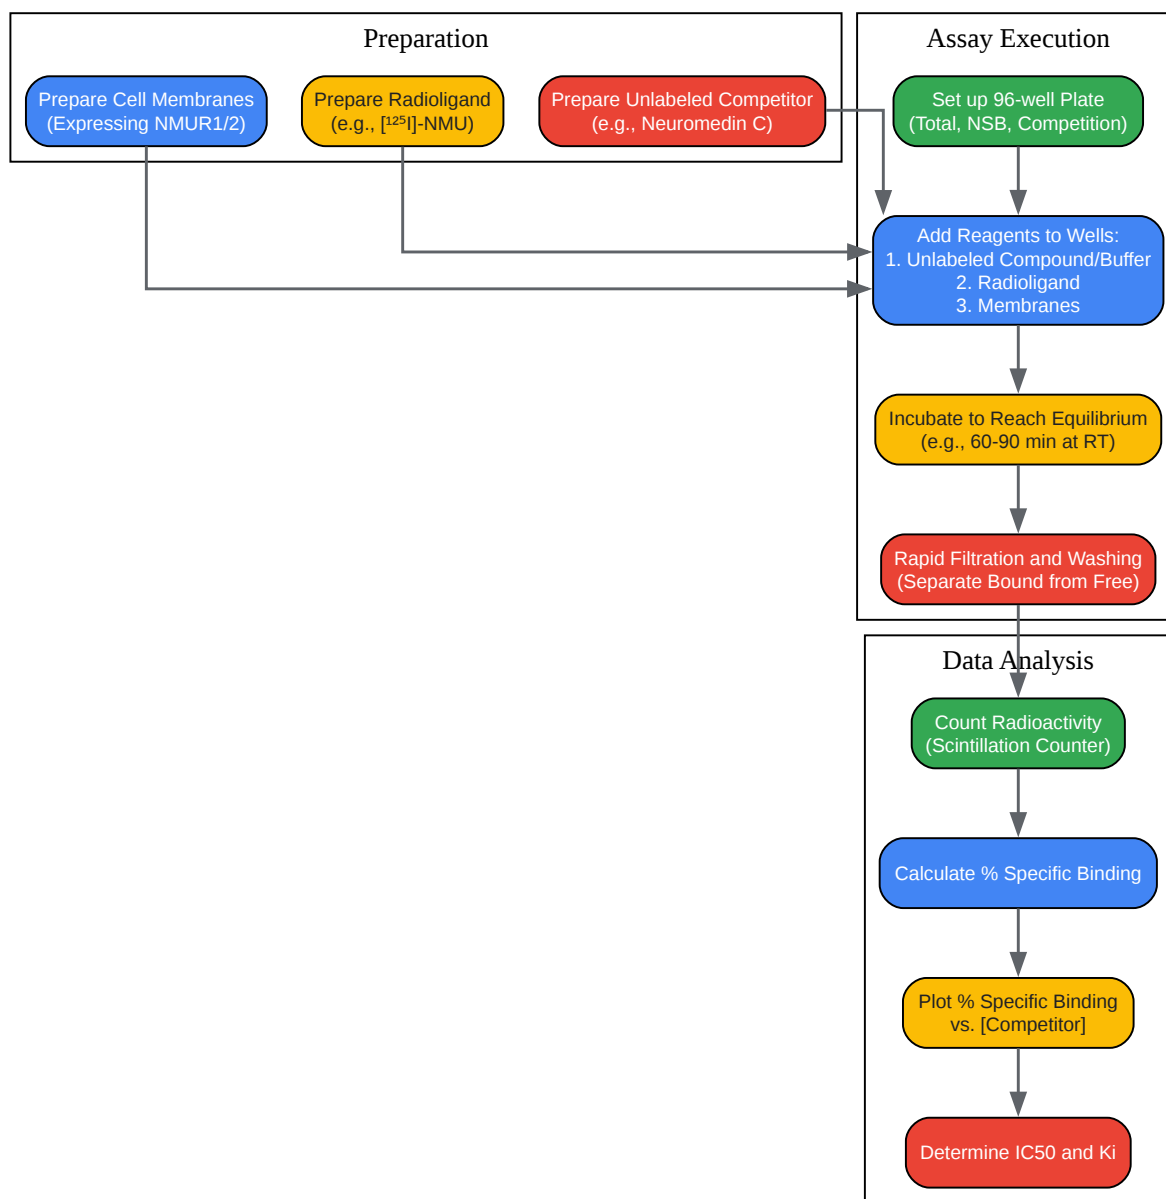 Preparation
Prepare Cell Membranes
(Expressing NMUR1/2)
Prepare Radioligand
(e.g., [¹²⁵I]-NMU)
Prepare Unlabeled Competitor
(e.g., Neuromedin C)
Assay Execution
Set up 96-well Plate
(Total, NSB, Competition)
Add Reagents to Wells:
1. Unlabeled Compound/Buffer
2. Radioligand
3. Membranes
Incubate to Reach Equilibrium
(e.g., 60-90 min at RT)
Rapid Filtration and Washing
(Separate Bound from Free)
Data Analysis
Count Radioactivity
(Scintillation Counter)
Calculate % Specific Binding
Plot % Specific Binding
vs. [Competitor]
Determine IC50 and Ki